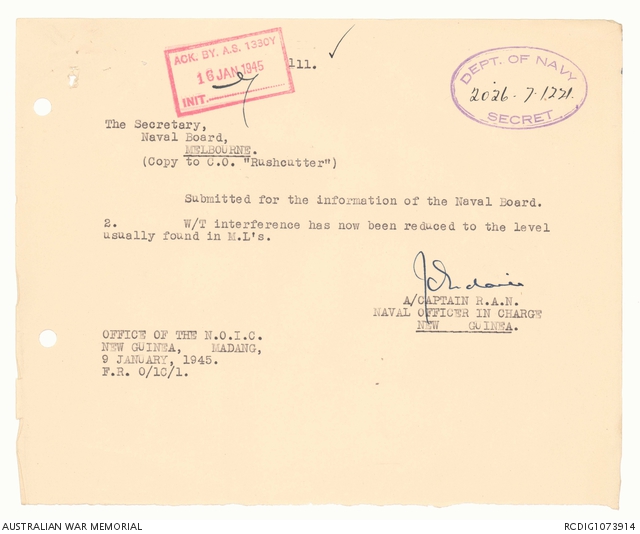 ACK. BY. A.S. 1330Y
16 JAN 1945
INIT.
111.
DEPT. OF NAVY
2026.7.1221.
SECRET
The Secretary,
Naval Board,
MELBOURNE.
(Copy to C.O. "Rushcutter")
Submitted for the information of the Naval Board.
2. W/T interference has now been reduced to the level
usually found in M.L's.
A/CAPTAIN R.A.N.
NAVAL OFFICER IN CHARGE
NEW GUINEA.
OFFICE OF THE N.O.I.C.
NEW GUINEA, MADANG,
9 JANUARY, 1945.
F.R. O/1C/1.
AUSTRALIAN WAR MEMORIAL
RCDIG1073914